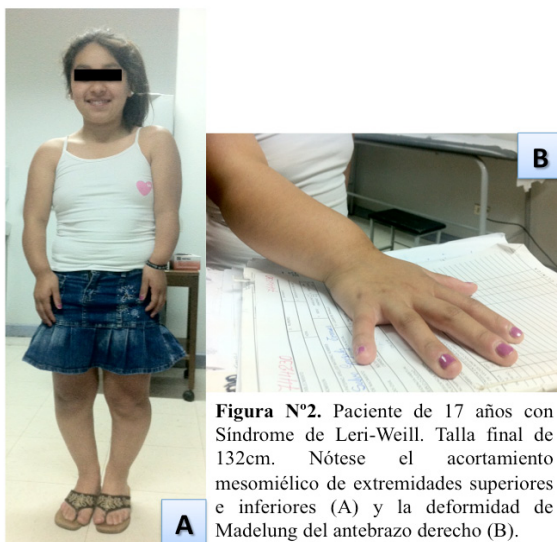 B
A
Figura Nº2. Paciente de 17 años con
Síndrome de Leri-Weill. Talla final de
132cm. Nótese el acortamiento
mesomiélico de extremidades superiores
e inferiores (A) y la deformidad de
Madelung del antebrazo derecho (B).